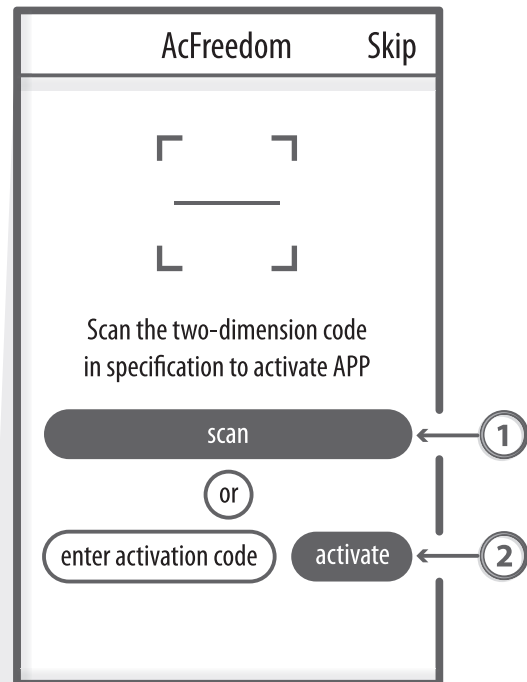 AcFreedom Skip
Scan the two-dimension code
in specification to activate APP
scan
1
or
enter activation code activate
2